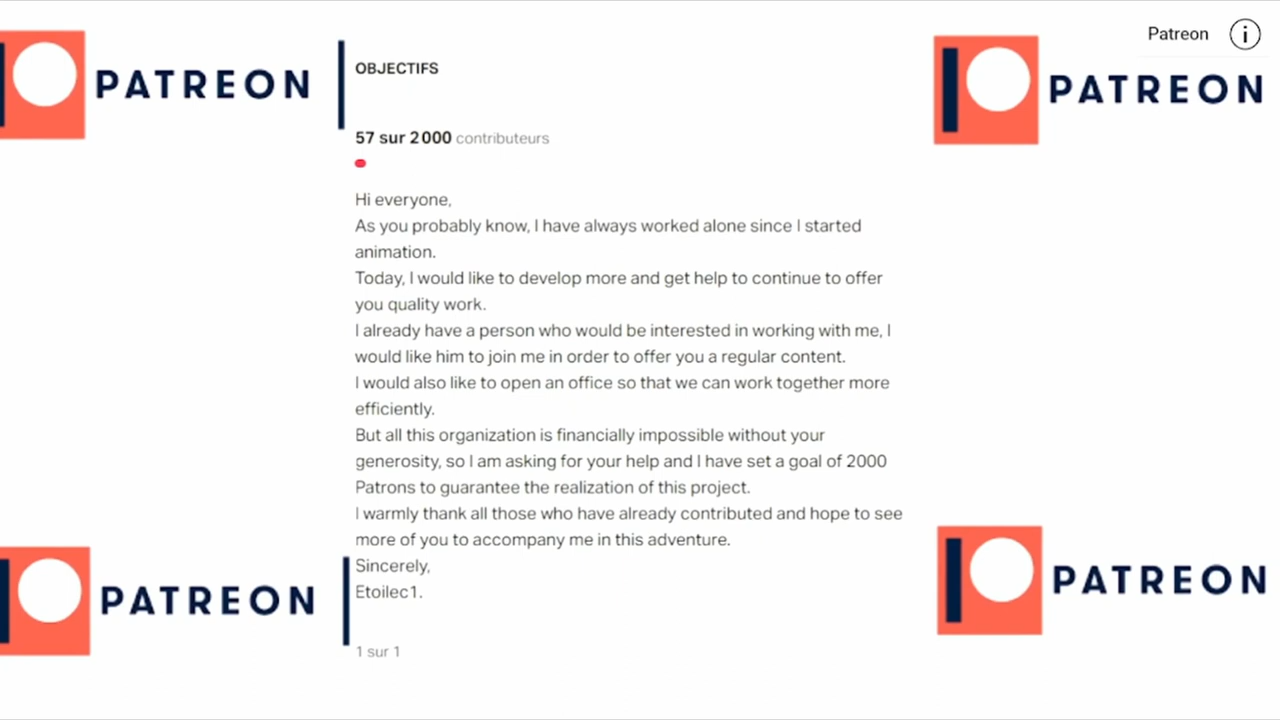 Patreon
PATREON
PATREON
OBJECTIFS
57 sur 2 000 contributeurs
Hi everyone,
As you probably know, I have always worked alone since I started
animation.
Today, I would like to develop more and get help to continue to offer
you quality work.
I already have a person who would be interested in working with me, I
would like him to join me in order to offer you a regular content.
I would also like to open an office so that we can work together more
efficiently.
But all this organization is financially impossible without your
generosity, so I am asking for your help and I have set a goal of 2000
Patrons to guarantee the realization of this project.
I warmly thank all those who have already contributed and hope to see
more of you to accompany me in this adventure.
Sincerely,
Etoilec1.
PATREON
PATREON
1 sur 1